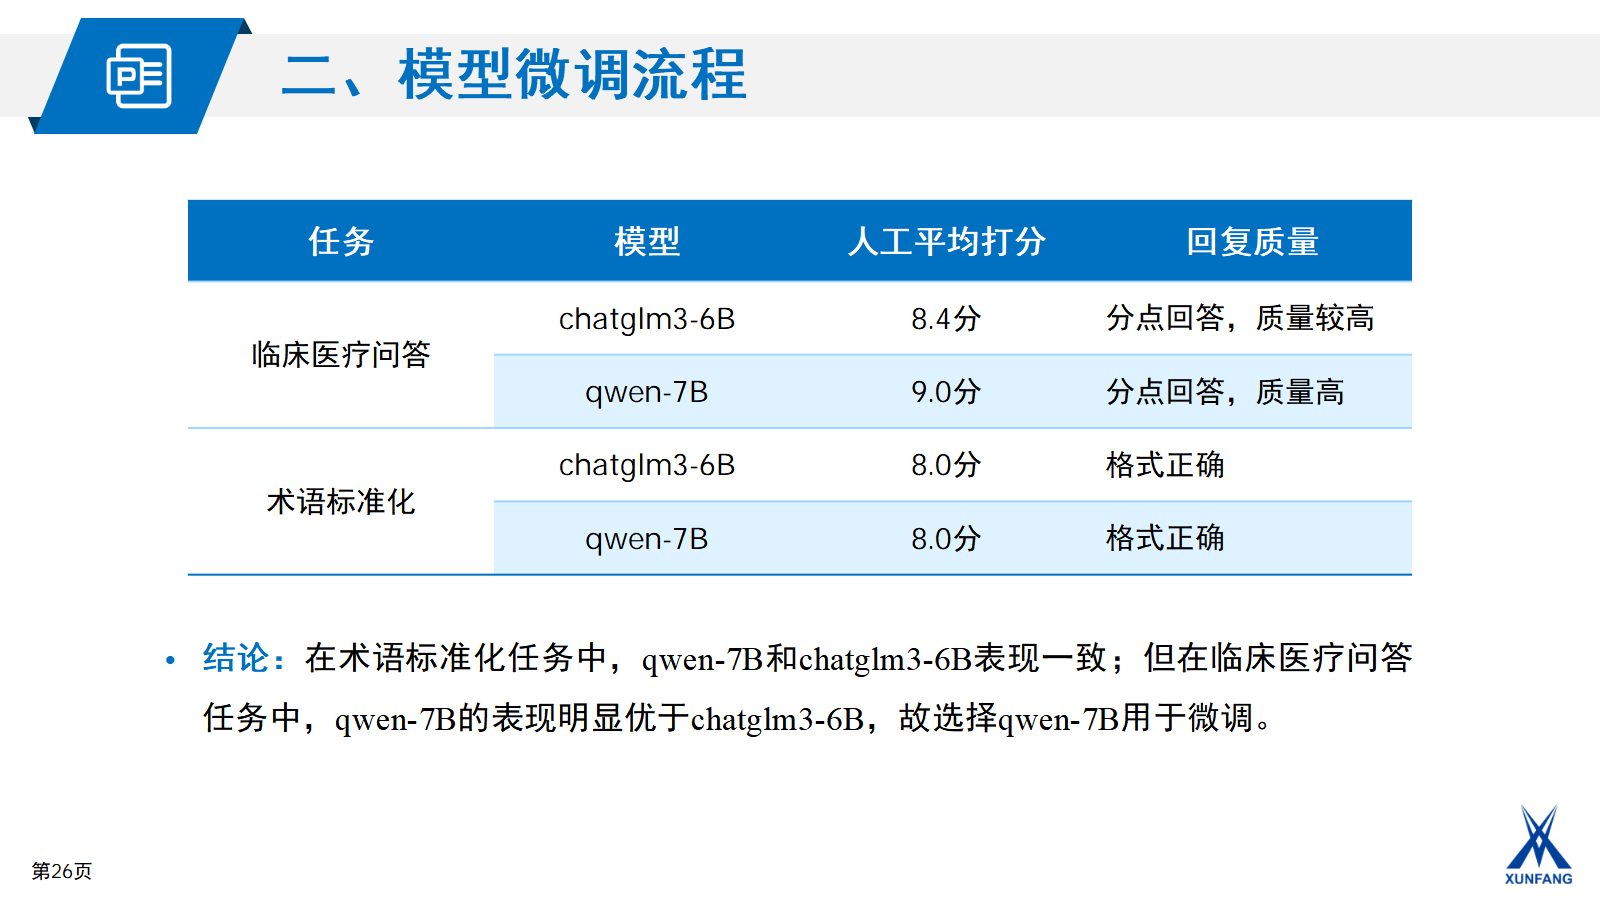 二、模型微调流程
任务 模型 人工平均打分 回复质量
临床医疗问答 chatglm3-6B 8.4分 分点回答，质量较高
qwen-7B 9.0分 分点回答，质量高
术语标准化 chatglm3-6B 8.0分 格式正确
qwen-7B 8.0分 格式正确
• 结论：在术语标准化任务中，qwen-7B和chatglm3-6B表现一致；但在临床医疗问答
任务中，qwen-7B的表现明显优于chatglm3-6B，故选择qwen-7B用于微调。
第26页
XUNFANG